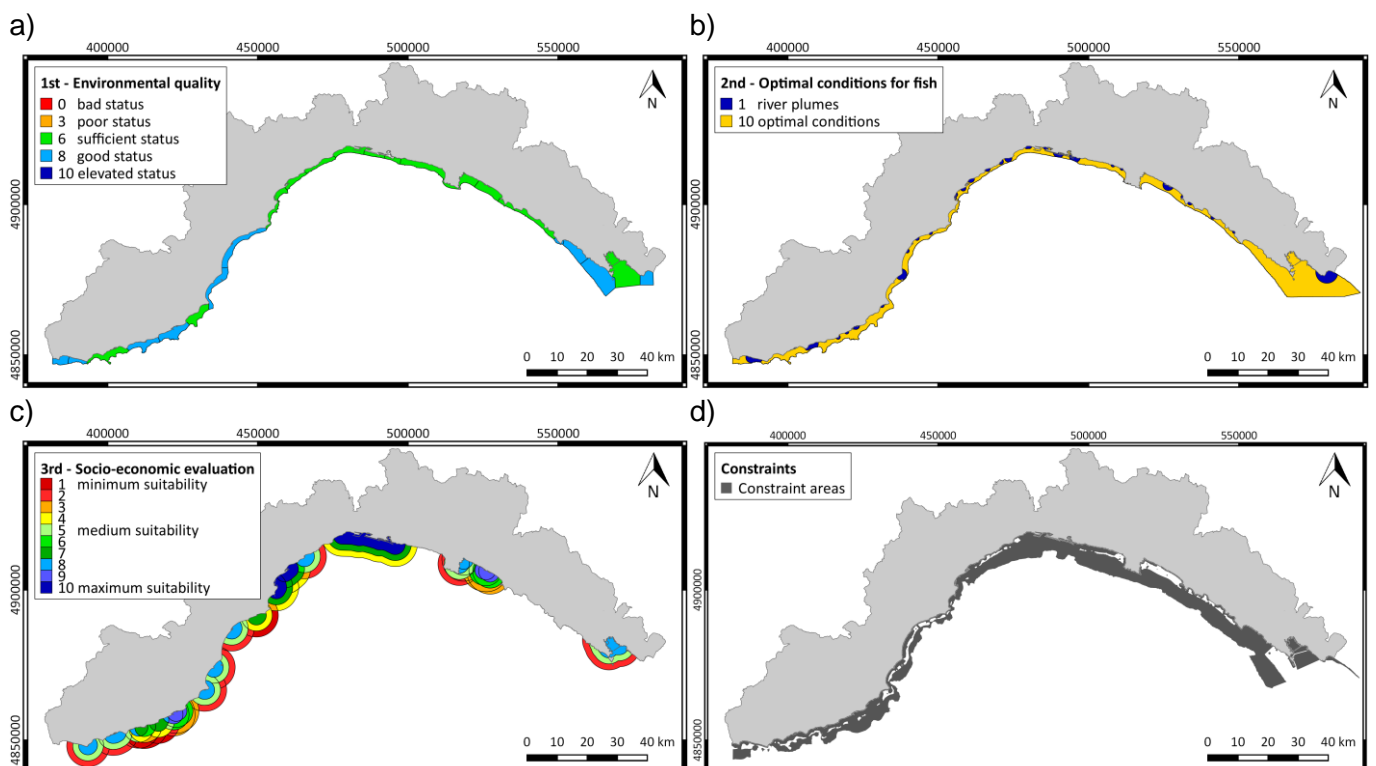 a)
400000 450000 500000 550000
1st - Environmental quality
0 bad status
3 poor status
6 sufficient status
8 good status
10 elevated status
N
4900000
4850000
0 10 20 30 40 km
b)
400000 450000 500000 550000
2nd - Optimal conditions for fish
1 river plumes
10 optimal conditions
N
4900000
4850000
0 10 20 30 40 km
c)
400000 450000 500000 550000
3rd - Socio-economic evaluation
1 minimum suitability
2
3
4
5 medium suitability
6
7
8
9
10 maximum suitability
N
4900000
4850000
0 10 20 30 40 km
d)
400000 450000 500000 550000
Constraints
Constraint areas
N
4900000
4850000
0 10 20 30 40 km